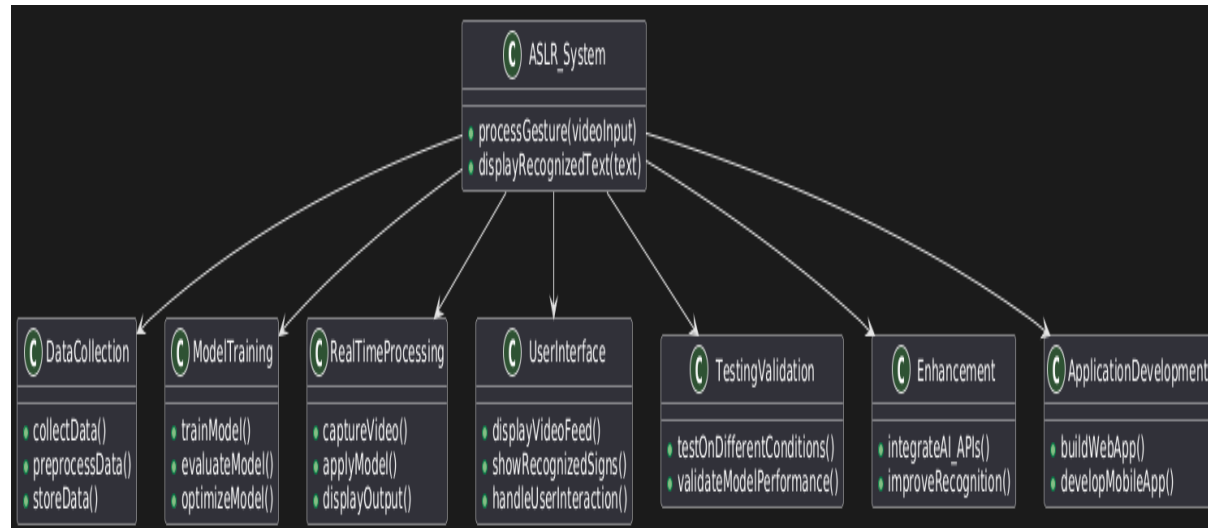 C ASLR_System
processGesture(videoInput)
displayRecognizedText(text)
C DataCollection
collectData()
preprocessData()
storeData()
C ModelTraining
trainModel()
evaluateModel()
optimizeModel()
C RealTimeProcessing
captureVideo()
applyModel()
displayOutput()
C UserInterface
displayVideoFeed()
showRecognizedSigns()
handleUserInteraction()
C TestingValidation
testOnDifferentConditions()
validateModelPerformance()
C Enhancement
integrateAI_APIs()
improveRecognition()
C ApplicationDevelopment
buildWebApp()
developMobileApp()